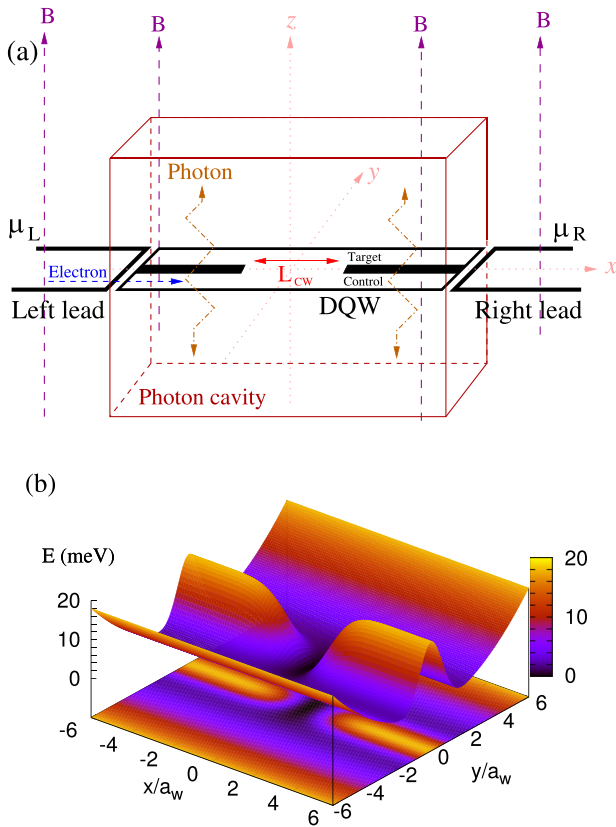 B B z B B
(a)
Photon
y
μL μR
Electron
Target
LCW
Control
x
Left lead DQW Right lead
Photon cavity
(b)
E (meV)
20
10
0
20
10
0
-6 -4 -2 0 2 4 6
x/aw
-6 -4 -2 0 2 4 6
y/aw